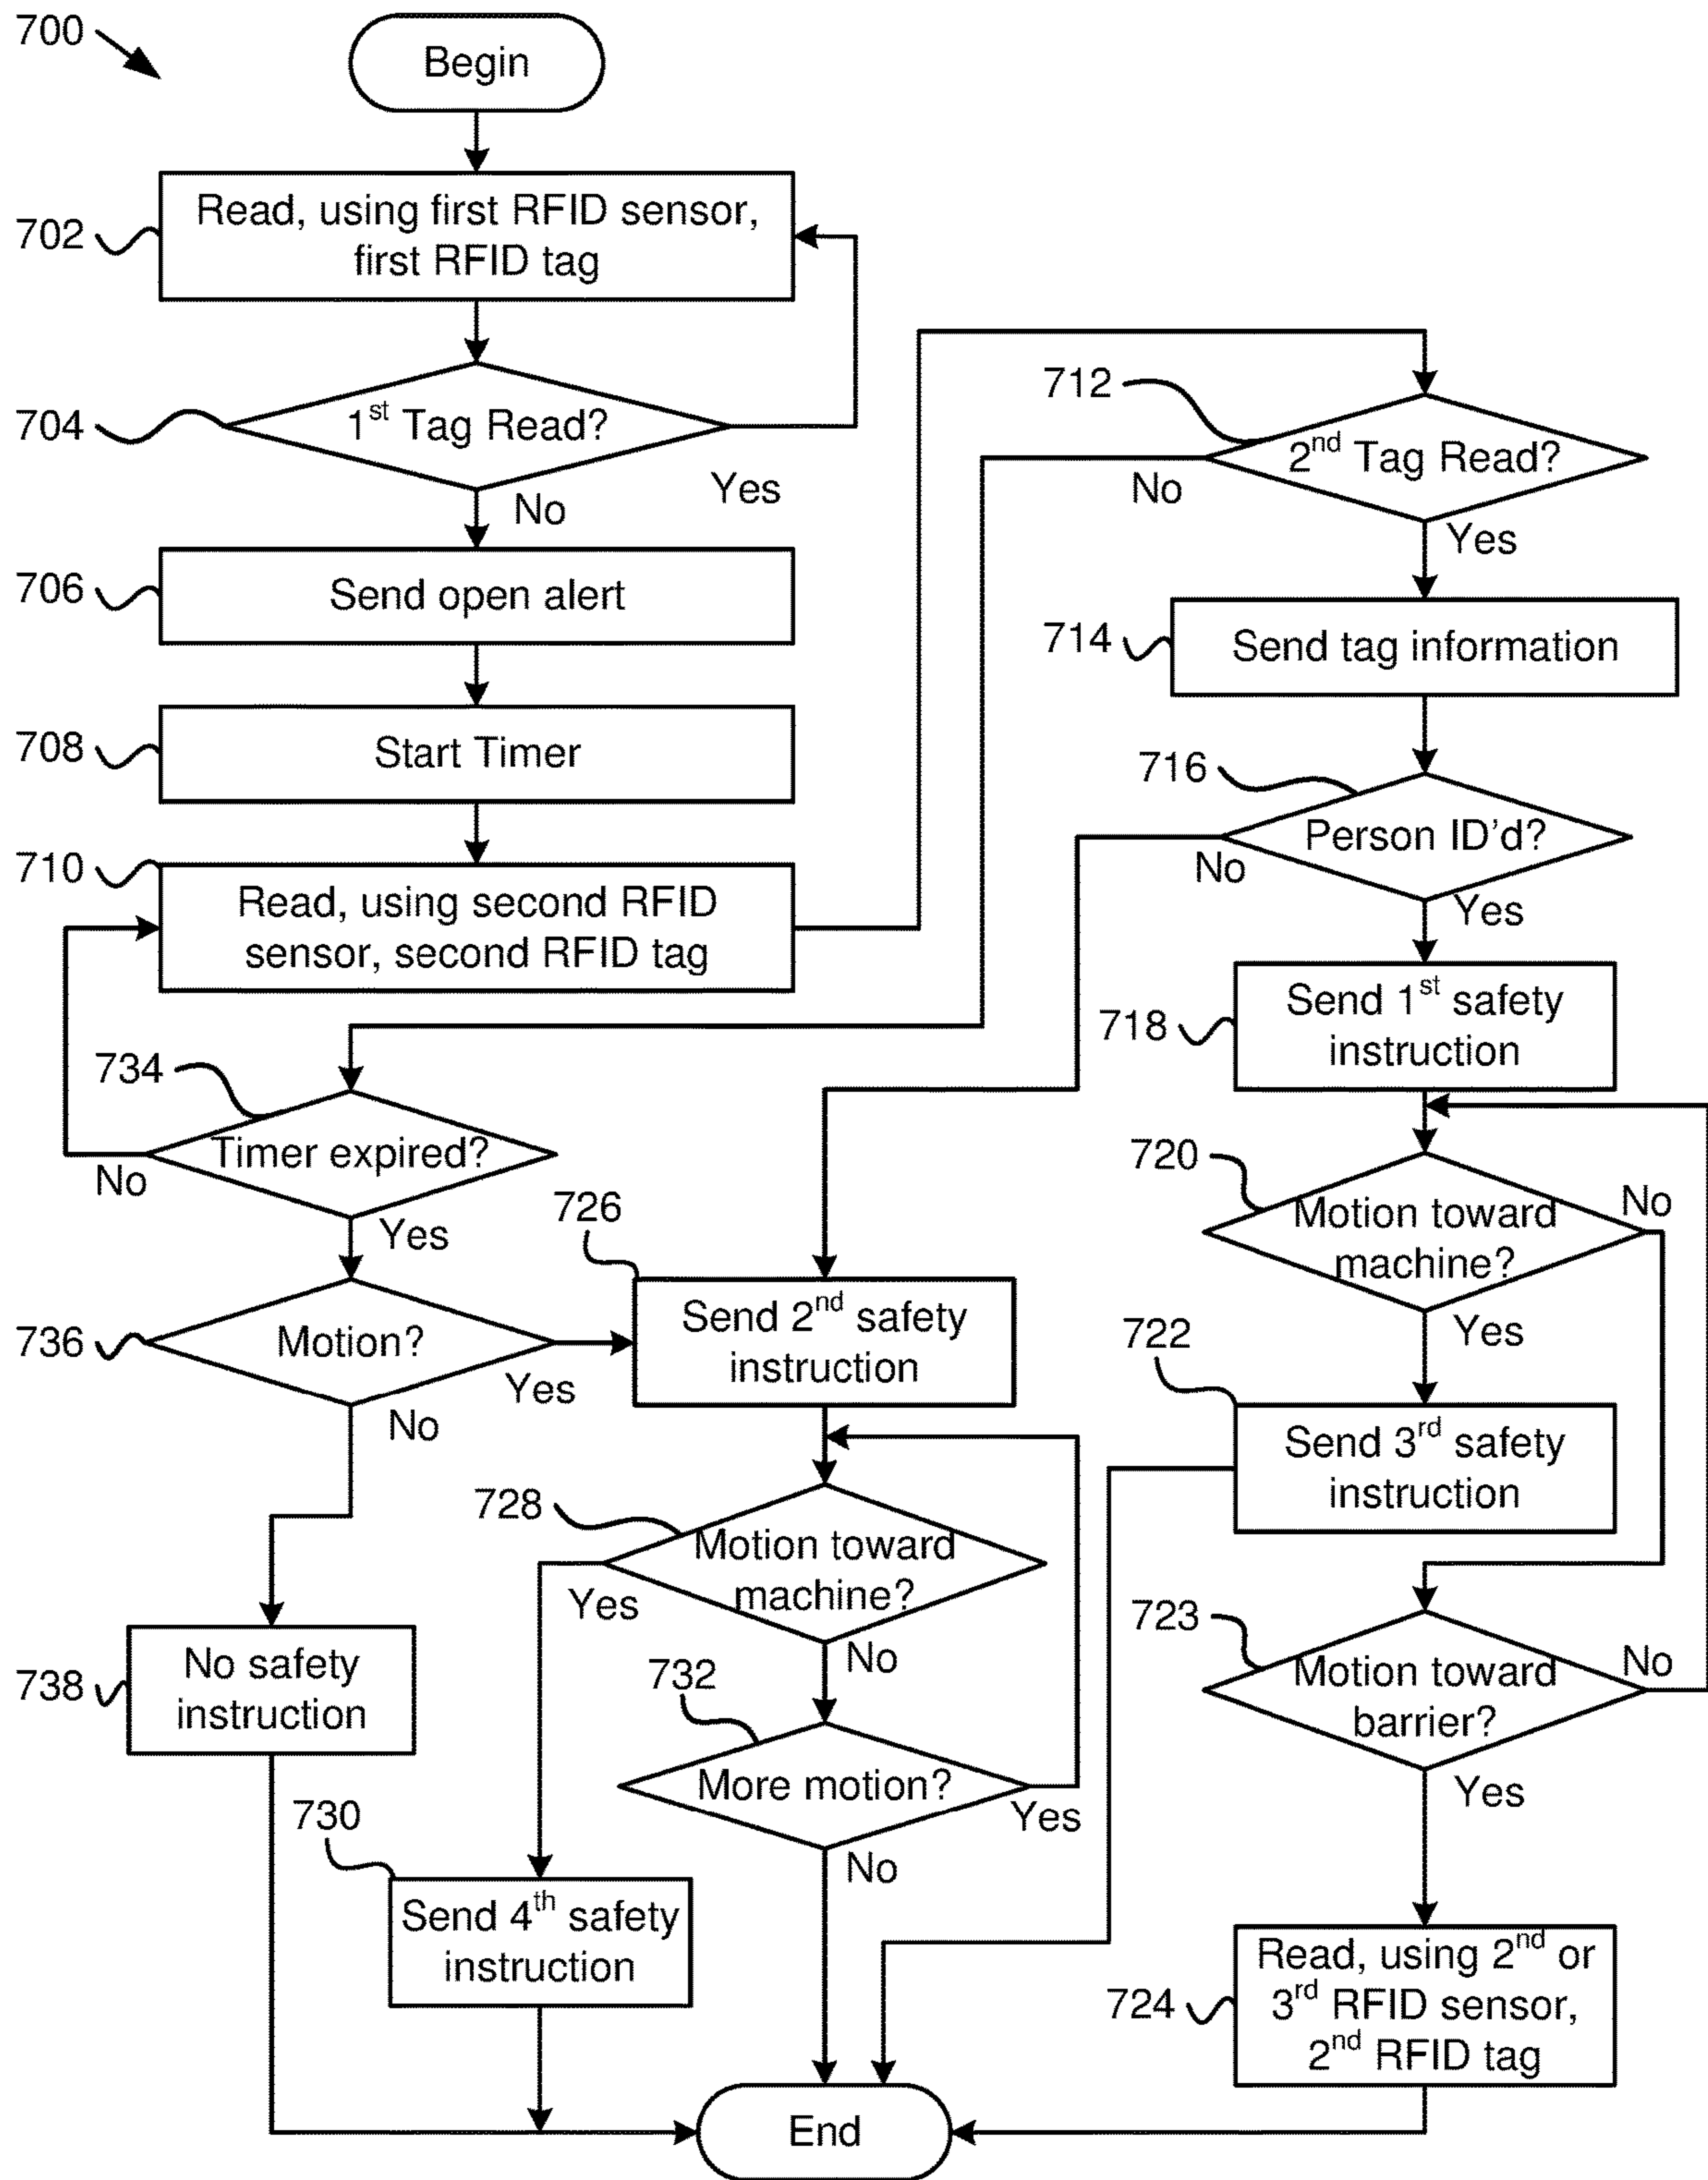 700
Begin
702
Read, using first RFID sensor,
first RFID tag
704
1st Tag Read?
Yes
No
706
Send open alert
708
Start Timer
710
Read, using second RFID
sensor, second RFID tag
712
2nd Tag Read?
No
Yes
714
Send tag information
716
Person ID'd?
No
Yes
718
Send 1st safety
instruction
720
Motion toward
machine?
No
Yes
722
Send 3rd safety
instruction
723
Motion toward
barrier?
No
Yes
724
Read, using 2nd or
3rd RFID sensor,
2nd RFID tag
734
Timer expired?
No
Yes
736
Motion?
Yes
No
726
Send 2nd safety
instruction
728
Motion toward
machine?
Yes
No
732
More motion?
Yes
No
730
Send 4th safety
instruction
738
No safety
instruction
End